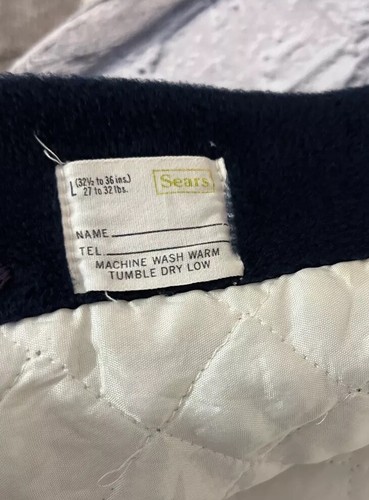 L (32½ to 36 ins.)
27 to 32 lbs.
Sears
NAME
TEL.
MACHINE WASH WARM
TUMBLE DRY LOW